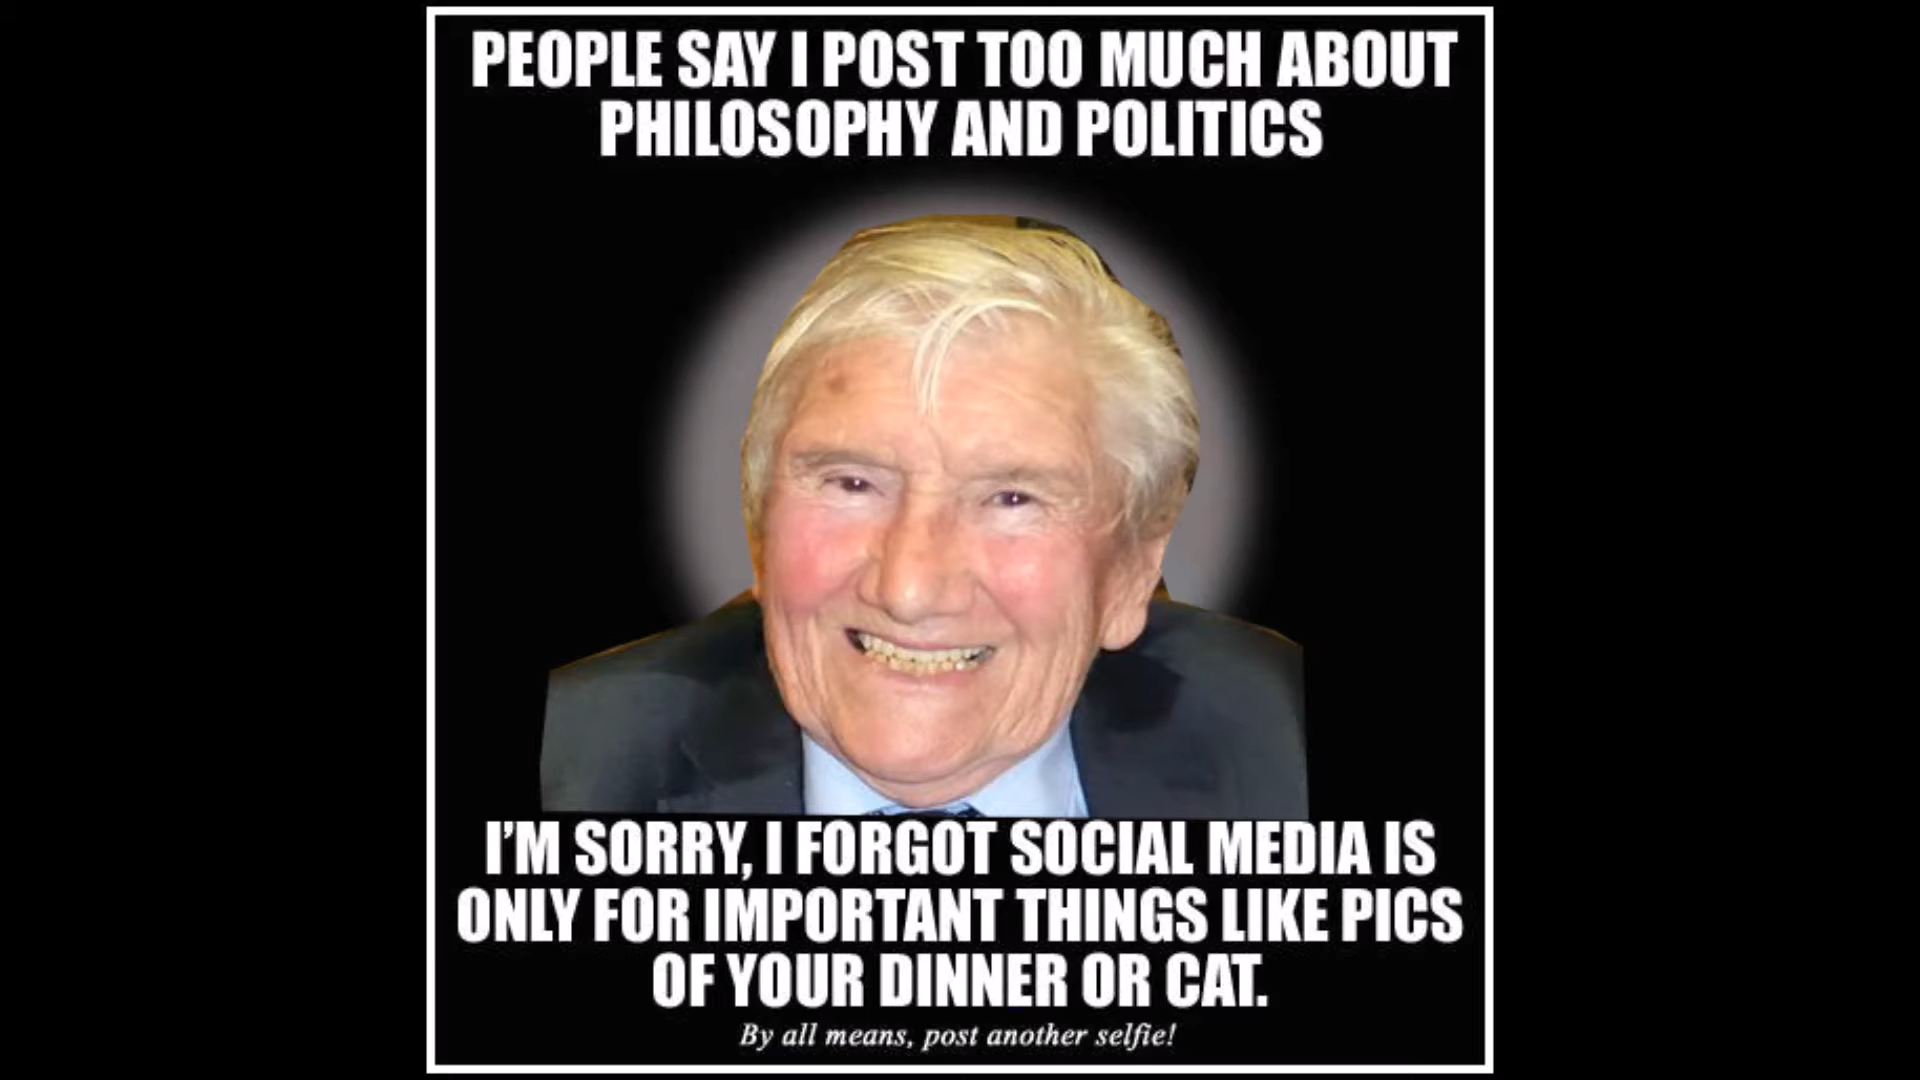 PEOPLE SAY I POST TOO MUCH ABOUT
PHILOSOPHY AND POLITICS
I'M SORRY, I FORGOT SOCIAL MEDIA IS
ONLY FOR IMPORTANT THINGS LIKE PICS
OF YOUR DINNER OR CAT.
By all means, post another selfie!